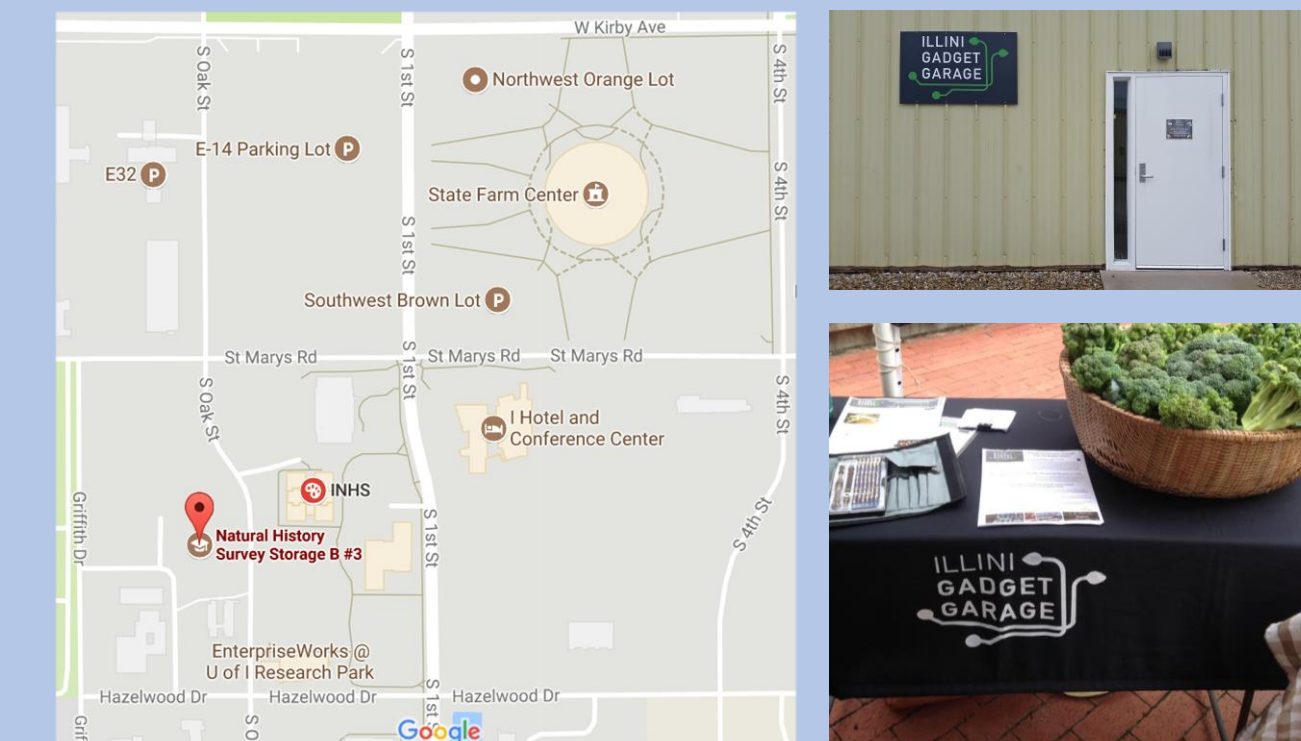 W Kirby Ave
S Oak St
S 1st St
S 4th St
Northwest Orange Lot
E-14 Parking Lot P
E32 P
State Farm Center
S 4th St
S 1st St
Southwest Brown Lot P
St Marys Rd
St Marys Rd
St Marys Rd
S 1st St
S Oak St
S 4th St
I Hotel and
Conference Center
INHS
Griffith Dr
Natural History
Survey Storage B #3
S 1st St
S 4th St
EnterpriseWorks @
U of I Research Park
Hazelwood Dr
Hazelwood Dr
Hazelwood Dr
S 1st S
Grif
S O
Google
ILLINI
GADGET
GARAGE
ILLINI
GADGET
GARAGE